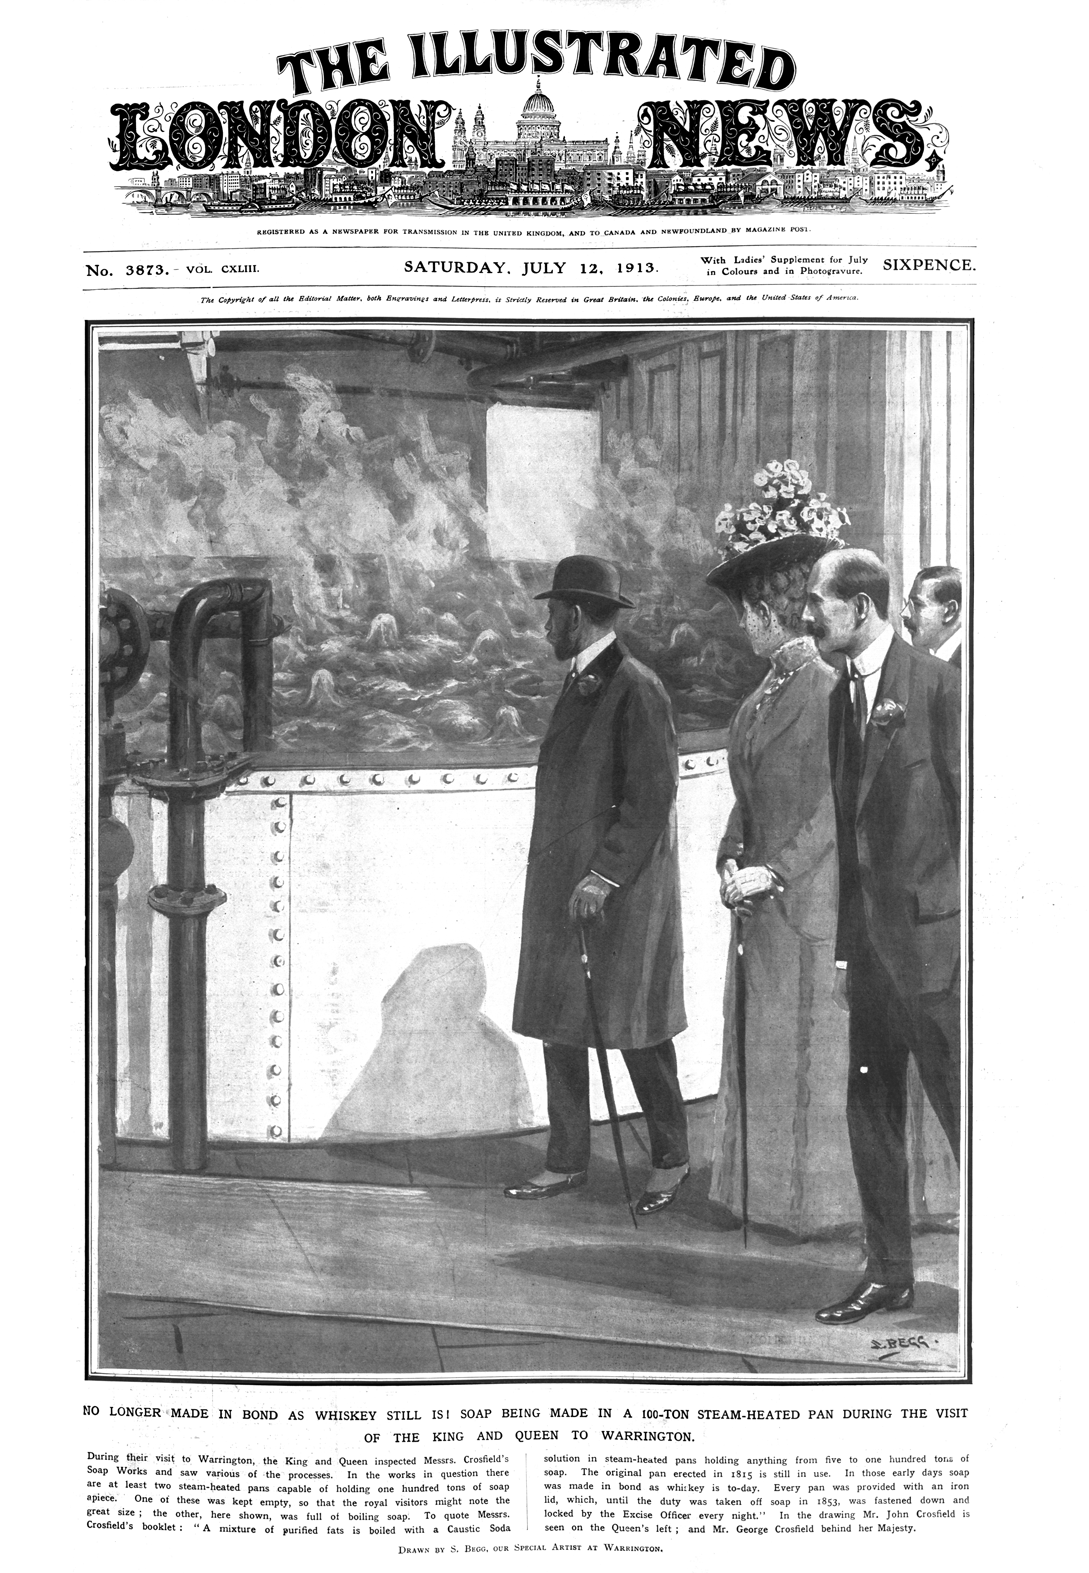 THE ILLUSTRATED
LONDON NEWS,
REGISTERED AS A NEWSPAPER FOR TRANSMISSION IN THE UNITED KINGDOM, AND TO CANADA AND NEWFOUNDLAND BY MAGAZINE POST.
No. 3873. - VOL. CXLIII.
SATURDAY, JULY 12, 1913.
With Ladies' Supplement for July
in Colours and in Photogravure.
SIXPENCE.
The Copyright of all the Editorial Matter, both Engravings and Letterpress, is Strictly Reserved in Great Britain, the Colonies, Europe, and the United States of America.
S. BEGG.
NO LONGER MADE IN BOND AS WHISKEY STILL IS! SOAP BEING MADE IN A 100-TON STEAM-HEATED PAN DURING THE VISIT
OF THE KING AND QUEEN TO WARRINGTON.
During their visit to Warrington, the King and Queen inspected Messrs. Crosfield's
Soap Works and saw various of the processes. In the works in question there
are at least two steam-heated pans capable of holding one hundred tons of soap
apiece. One of these was kept empty, so that the royal visitors might note the
great size; the other, here shown, was full of boiling soap. To quote Messrs.
Crosfield's booklet: "A mixture of purified fats is boiled with a Caustic Soda
solution in steam-heated pans holding anything from five to one hundred tons of
soap. The original pan erected in 1815 is still in use. In those early days soap
was made in bond as whiskey is to-day. Every pan was provided with an iron
lid, which, until the duty was taken off soap in 1853, was fastened down and
locked by the Excise Officer every night." In the drawing Mr. John Crosfield is
seen on the Queen's left; and Mr. George Crosfield behind her Majesty.
DRAWN BY S. BEGG, OUR SPECIAL ARTIST AT WARRINGTON.